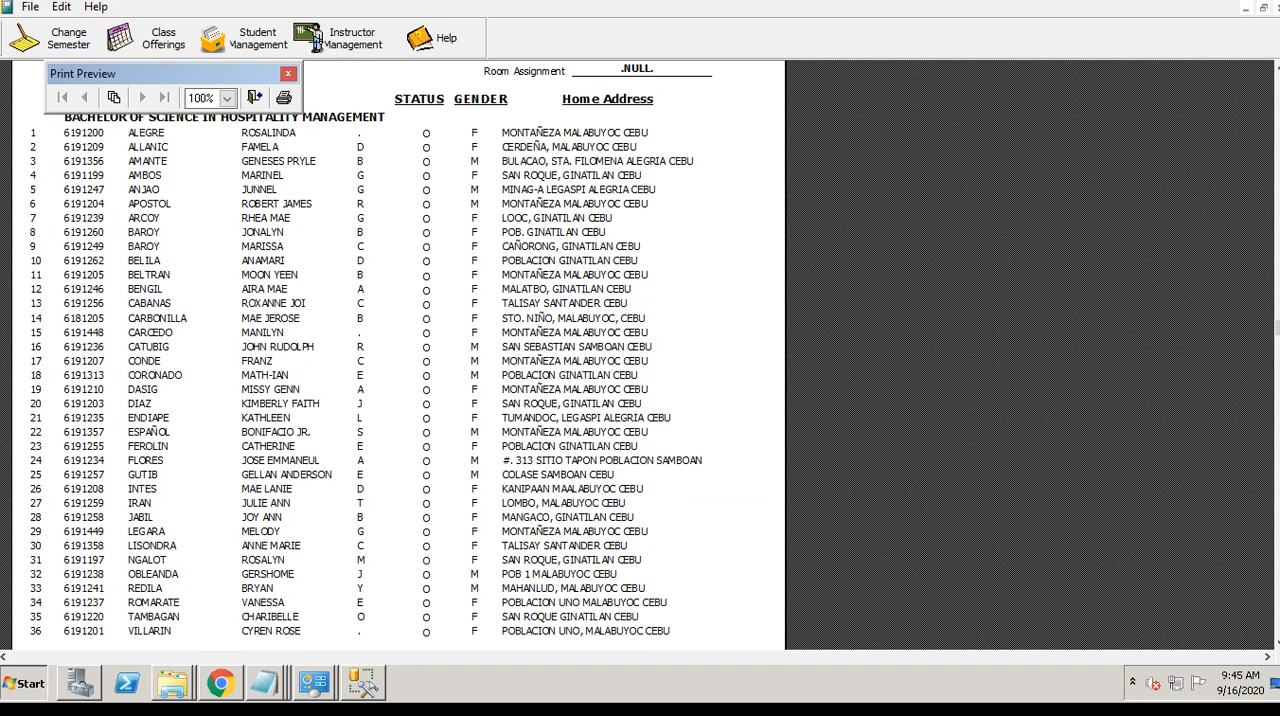 File Edit Help
Change Semester Class Offerings Student Management Instructor Management Help
Print Preview
Room Assignment .NULL.
100%
STATUS GENDER Home Address
BACHELOR OF SCIENCE IN HOSPITALITY MANAGEMENT
1 6191200 ALEGRE ROSALINDA . O F MONTAÑEZA MALABUYOC CEBU
2 6191209 ALLANIC FAMELA D O F CERDEÑA, MALABUYOC CEBU
3 6191356 AMANTE GENESES PRYLE B O M BULACAO, STA. FILOMENA ALEGRIA CEBU
4 6191199 AMBOS MARINEL G O F SAN ROQUE, GINATILAN CEBU
5 6191247 ANJAO JUNNEL G O M MINAG-A LEGASPI ALEGRIA CEBU
6 6191204 APOSTOL ROBERT JAMES R O M MONTAÑEZA MALABUYOC CEBU
7 6191239 ARCOY RHEA MAE G O F LOOC, GINATILAN CEBU
8 6191260 BAROY JONALYN B O F POB. GINATILAN CEBU
9 6191249 BAROY MARISSA C O F CAÑORONG, GINATILAN CEBU
10 6191262 BELILA ANAMARI D O F POBLACION GINATILAN CEBU
11 6191205 BELTRAN MOON YEEN B O F MONTAÑEZA MALABUYOC CEBU
12 6191246 BENGIL AIRA MAE A O F MALATBO, GINATILAN CEBU
13 6191256 CABANAS ROXANNE JOI C O F TALISAY SANTANDER CEBU
14 6181205 CARBONILLA MAE JEROSE B O F STO. NIÑO, MALABUYOC, CEBU
15 6191448 CARCEDO MANILYN . O F MONTAÑEZA MALABUYOC CEBU
16 6191236 CATUBIG JOHN RUDOLPH R O M SAN SEBASTIAN SAMBOAN CEBU
17 6191207 CONDE FRANZ C O M MONTAÑEZA MALABUYOC CEBU
18 6191313 CORONADO MATH-IAN E O M POBLACION GINATILAN CEBU
19 6191210 DASIG MISSY GENN A O F MONTAÑEZA MALABUYOC CEBU
20 6191203 DIAZ KIMBERLY FAITH J O F SAN ROQUE, GINATILAN CEBU
21 6191235 ENDIAPE KATHLEEN L O F TUMANDOC, LEGASPI ALEGRIA CEBU
22 6191357 ESPAÑOL BONIFACIO JR. S O M MONTAÑEZA MALABUYOC CEBU
23 6191255 FEROLIN CATHERINE E O F POBLACION GINATILAN CEBU
24 6191234 FLORES JOSE EMMANEUL A O M #. 313 SITIO TAPON POBLACION SAMBOAN
25 6191257 GUTIB GELLAN ANDERSON E O M COLASE SAMBOAN CEBU
26 6191208 INTES MAE LANIE D O F KANIPAAN MAALABUYOC CEBU
27 6191259 IRAN JULIE ANN T O F LOMBO, MALABUYOC CEBU
28 6191258 JABIL JOY ANN B O F MANGACO, GINATILAN CEBU
29 6191449 LEGARA MELODY G O F MONTAÑEZA MALABUYOC CEBU
30 6191358 LISONDRA ANNE MARIE C O F TALISAY SANTANDER CEBU
31 6191197 NGALOT ROSALYN M O F SAN ROQUE, GINATILAN CEBU
32 6191238 OBLEANDA GERSHOME J O M POB 1 MALABUYOC CEBU
33 6191241 REDILA BRYAN Y O M MAHANLUD, MALABUYOC CEBU
34 6191237 ROMARATE VANESSA E O F POBLACION UNO MALABUYOC CEBU
35 6191220 TAMBAGAN CHARIBELLE O O F SAN ROQUE GINATILAN CEBU
36 6191201 VILLARIN CYREN ROSE . O F POBLACION UNO, MALABUYOC CEBU
Start 9:45 AM
9/16/2020